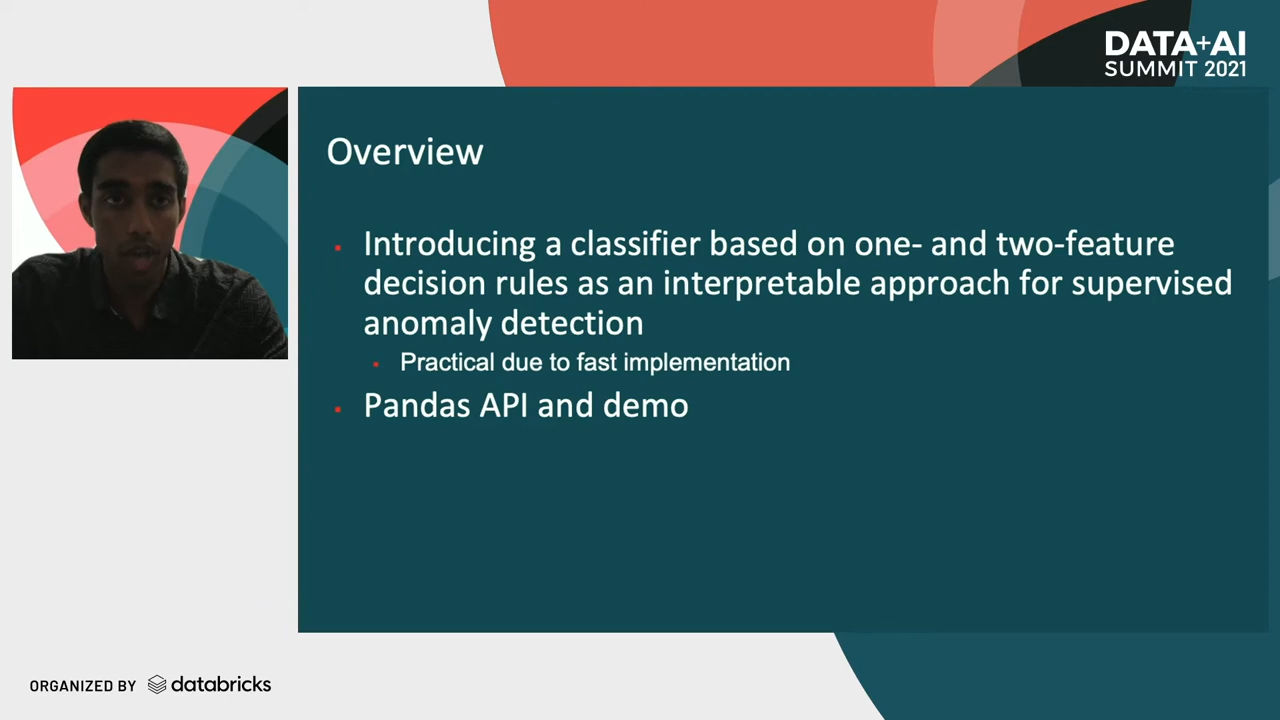 DATA+AI
SUMMIT 2021
Overview
Introducing a classifier based on one- and two-feature
decision rules as an interpretable approach for supervised
anomaly detection
Practical due to fast implementation
Pandas API and demo
ORGANIZED BY databricks